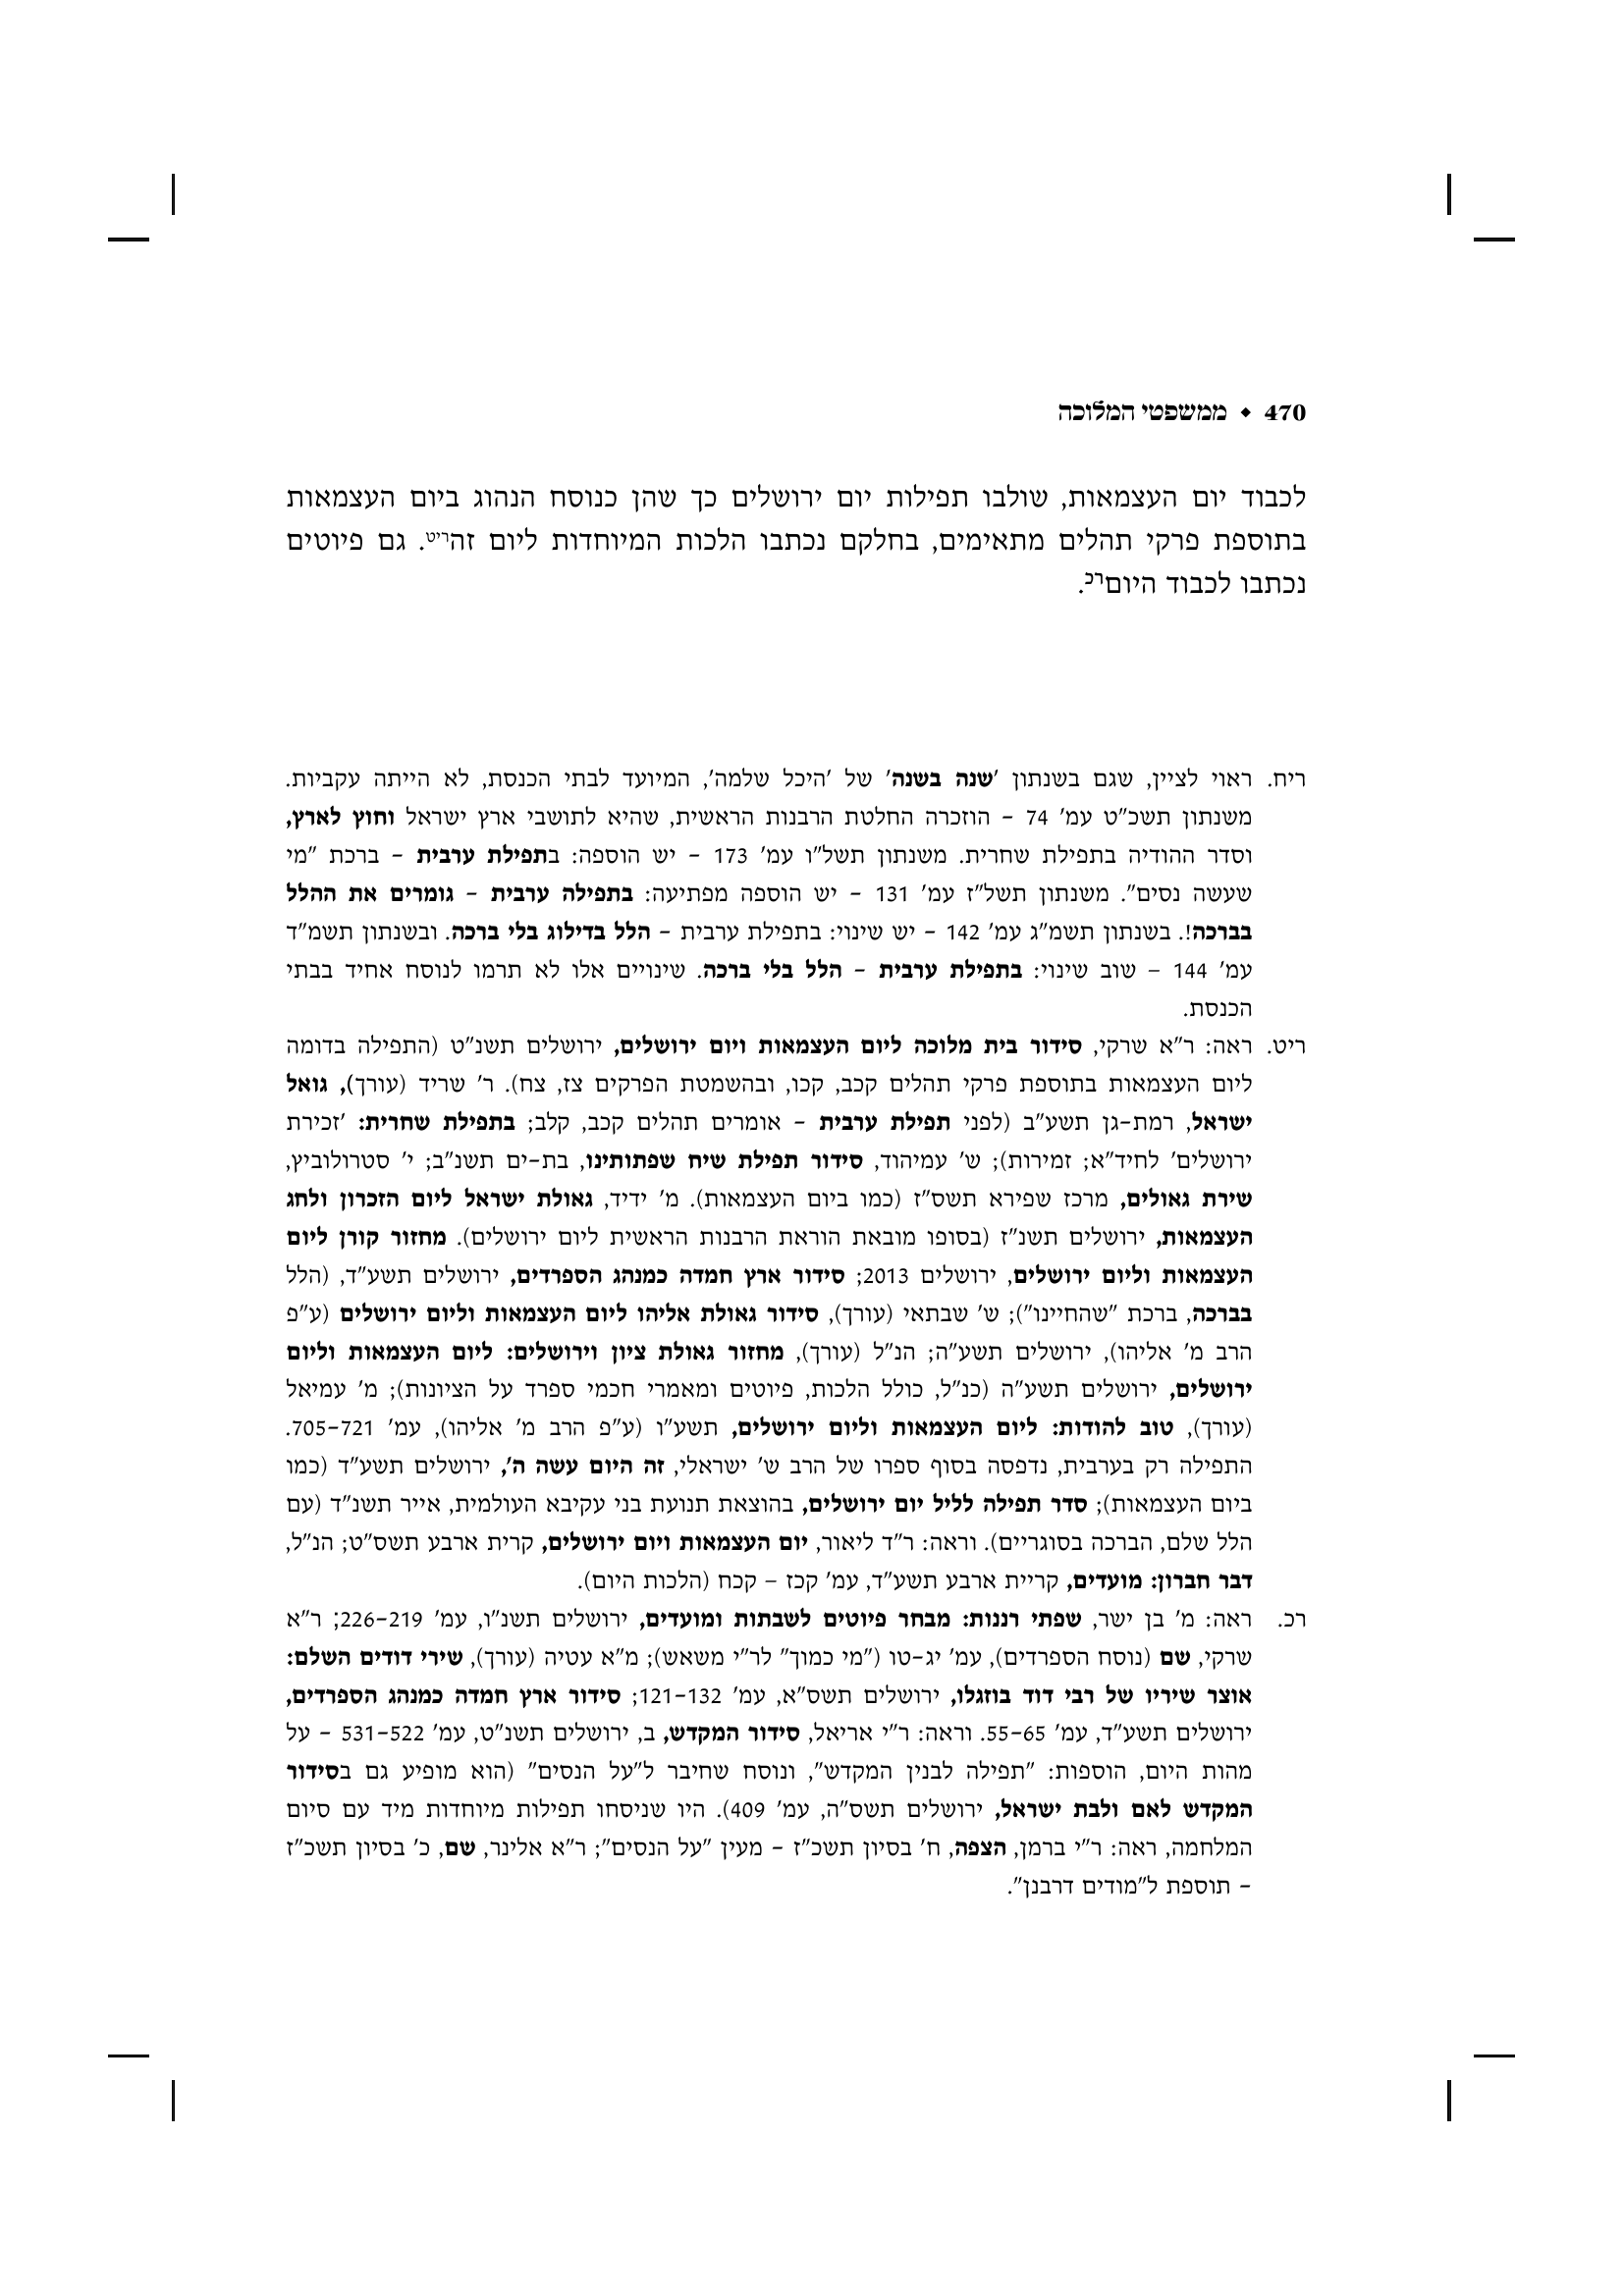 470 ◆ ממשפטי המלוכה
לכבוד יום העצמאות, שולבו תפילות יום ירושלים כך שהן כנוסח הנהוג ביום העצמאות
בתוספת פרקי תהלים מתאימים, בחלקם נכתבו הלכות המיוחדות ליום זהריט. גם פיוטים
נכתבו לכבוד היוםרכ.
ריח. ראוי לציין, שגם בשנתון 'שנה בשנה' של 'היכל שלמה', המיועד לבתי הכנסת, לא הייתה עקביות.
משנתון תשכ"ט עמ' 74 – הוזכרה החלטת הרבנות הראשית, שהיא לתושבי ארץ ישראל וחוץ לארץ,
וסדר ההודיה בתפילת שחרית. משנתון תשל"ו עמ' 173 – יש הוספה: בתפילת ערבית – ברכת "מי
שעשה נסים". משנתון תשל"ז עמ' 131 – יש הוספה מפתיעה: בתפילה ערבית – גומרים את ההלל
בברכה!. בשנתון תשמ"ג עמ' 142 – יש שינוי: בתפילת ערבית – הלל בדילוג בלי ברכה. ובשנתון תשמ"ד
עמ' 144 – שוב שינוי: בתפילת ערבית – הלל בלי ברכה. שינויים אלו לא תרמו לנוסח אחיד בבתי
הכנסת.
ריט. ראה: ר"א שרקי, סידור בית מלוכה ליום העצמאות ויום ירושלים, ירושלים תשנ"ט (התפילה בדומה
ליום העצמאות בתוספת פרקי תהלים קכב, קכו, ובהשמטת הפרקים צז, צח). ר' שריד (עורך), גואל
ישראל, רמת-גן תשע"ב (לפני תפילת ערבית – אומרים תהלים קכב, קלב; בתפילת שחרית: 'זכירת
ירושלים' לחיד"א; זמירות); ש' עמיהוד, סידור תפילת שיח שפתותינו, בת-ים תשנ"ב; י' סטרולוביץ,
שירת גאולים, מרכז שפירא תשס"ז (כמו ביום העצמאות). מ' ידיד, גאולת ישראל ליום הזכרון ולחג
העצמאות, ירושלים תשנ"ז (בסופו מובאת הוראת הרבנות הראשית ליום ירושלים). מחזור קורן ליום
העצמאות וליום ירושלים, ירושלים 2013; סידור ארץ חמדה כמנהג הספרדים, ירושלים תשע"ד, (הלל
בברכה, ברכת "שהחיינו"); ש' שבתאי (עורך), סידור גאולת אליהו ליום העצמאות וליום ירושלים (ע"פ
הרב מ' אליהו), ירושלים תשע"ה; הנ"ל (עורך), מחזור גאולת ציון וירושלים: ליום העצמאות וליום
ירושלים, ירושלים תשע"ה (כנ"ל, כולל הלכות, פיוטים ומאמרי חכמי ספרד על הציונות); מ' עמיאל
(עורך), טוב להודות: ליום העצמאות וליום ירושלים, תשע"ו (ע"פ הרב מ' אליהו), עמ' 705-721.
התפילה רק בערבית, נדפסה בסוף ספרו של הרב ש' ישראלי, זה היום עשה ה', ירושלים תשע"ד (כמו
ביום העצמאות); סדר תפילה לליל יום ירושלים, בהוצאת תנועת בני עקיבא העולמית, אייר תשנ"ד (עם
הלל שלם, הברכה בסוגריים). וראה: ר"ד ליאור, יום העצמאות ויום ירושלים, קרית ארבע תשס"ט; הנ"ל,
דבר חברון: מועדים, קריית ארבע תשע"ד, עמ' קכז – קכח (הלכות היום).
רכ. ראה: מ' בן ישר, שפתי רננות: מבחר פיוטים לשבתות ומועדים, ירושלים תשנ"ו, עמ' 226-219; ר"א
שרקי, שם (נוסח הספרדים), עמ' יג-טו ("מי כמוך" לר"י משאש); מ"א עטיה (עורך), שירי דודים השלם:
אוצר שיריו של רבי דוד בוזגלו, ירושלים תשס"א, עמ' 121-132; סידור ארץ חמדה כמנהג הספרדים,
ירושלים תשע"ד, עמ' 55-65. וראה: ר"י אריאל, סידור המקדש, ב, ירושלים תשנ"ט, עמ' 531-522 – על
מהות היום, הוספות: "תפילה לבנין המקדש", ונוסח שחיבר ל"על הנסים" (הוא מופיע גם בסידור
המקדש לאם ולבת ישראל, ירושלים תשס"ה, עמ' 409). היו שניסחו תפילות מיוחדות מיד עם סיום
המלחמה, ראה: ר"י ברמן, הצפה, ח' בסיון תשכ"ז – מעין "על הנסים"; ר"א אלינר, שם, כ' בסיון תשכ"ז
– תוספת ל"מודים דרבנן".